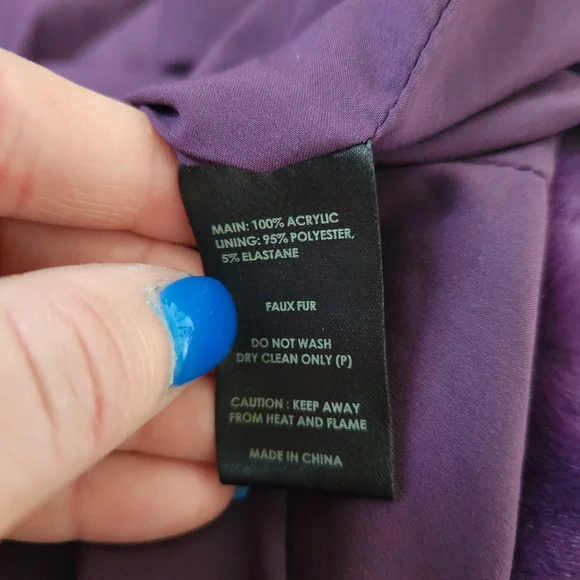 MAIN: 100% ACRYLIC
LINING: 95% POLYESTER,
5% ELASTANE
FAUX FUR
DO NOT WASH
DRY CLEAN ONLY (P)
CAUTION : KEEP AWAY
FROM HEAT AND FLAME
MADE IN CHINA